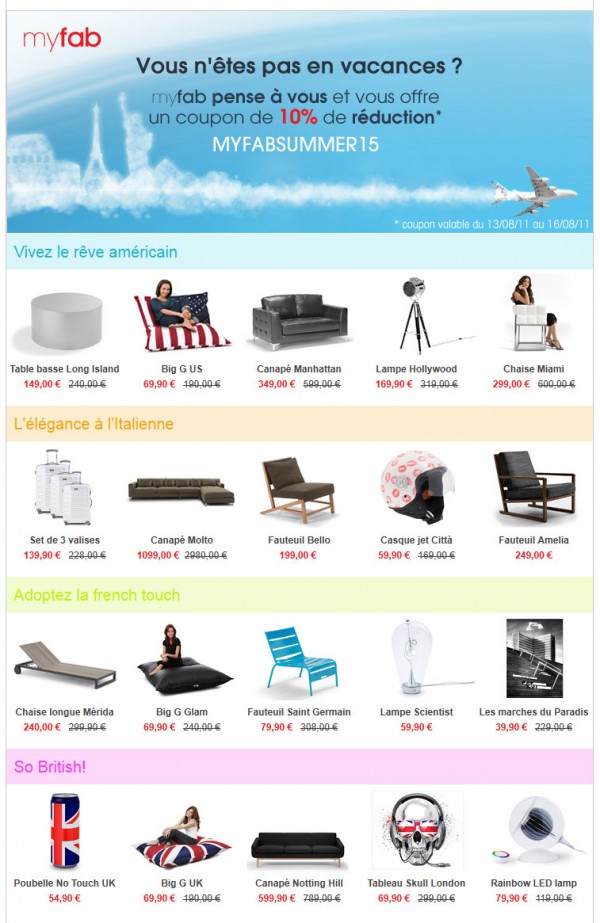 myfab
Vous n'êtes pas en vacances ?
myfab pense à vous et vous offre
un coupon de 10% de réduction*
MYFABSUMMER15
* coupon valable du 13/08/11 au 16/08/11
Vivez le rêve américain
Table basse Long Island
149,00 € 240,00 €
Big G US
69,90 € 190,00 €
Canapé Manhattan
349,00 € 599,00 €
Lampe Hollywood
169,90 € 319,00 €
Chaise Miami
299,00 € 600,00 €
L'élégance à l'Italienne
Set de 3 valises
139,90 € 228,00 €
Canapé Molto
1099,00 € 2980,00 €
Fauteuil Bello
199,00 €
Casque jet Città
59,90 € 169,00 €
Fauteuil Amelia
249,00 €
Adoptez la french touch
Chaise longue Mérida
240,00 € 299,90 €
Big G Glam
69,90 € 240,00 €
Fauteuil Saint Germain
79,90 € 308,00 €
Lampe Scientist
59,90 €
Les marches du Paradis
39,90 € 229,00 €
So British!
Poubelle No Touch UK
54,90 €
Big G UK
69,90 € 190,00 €
Canapé Notting Hill
599,90 € 789,00 €
Tableau Skull London
69,90 € 299,00 €
Rainbow LED lamp
79,90 € 119,00 €